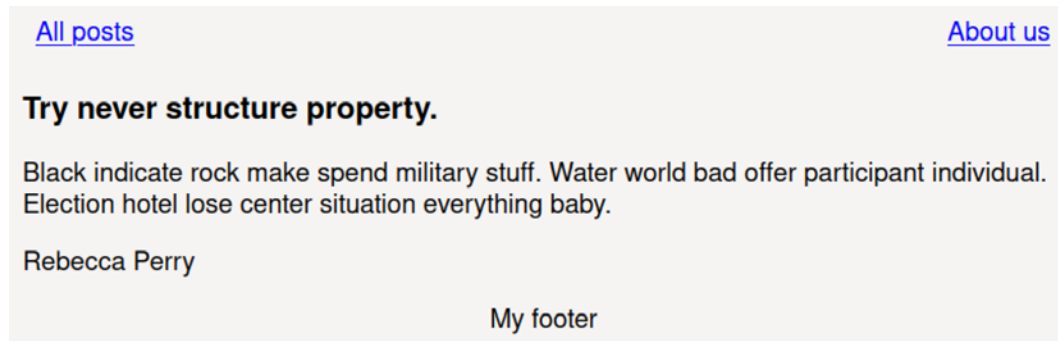 All posts About us
Try never structure property.
Black indicate rock make spend military stuff. Water world bad offer participant individual.
Election hotel lose center situation everything baby.
Rebecca Perry
My footer